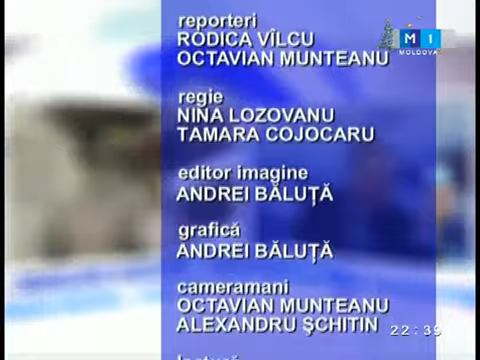 reporteri
RODICA VÎLCU
OCTAVIAN MUNTEANU
regie
NINA LOZOVANU
TAMARA COJOCARU
editor imagine
ANDREI BĂLUȚĂ
grafică
ANDREI BĂLUȚĂ
cameramani
OCTAVIAN MUNTEANU
ALEXANDRU ȘCHITIN
M 1
MOLDOVA
22:39